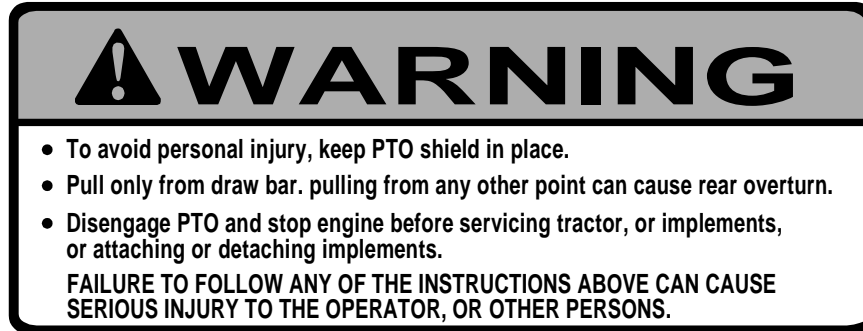 WARNING
• To avoid personal injury, keep PTO shield in place.
• Pull only from draw bar. pulling from any other point can cause rear overturn.
• Disengage PTO and stop engine before servicing tractor, or implements,
or attaching or detaching implements.
FAILURE TO FOLLOW ANY OF THE INSTRUCTIONS ABOVE CAN CAUSE
SERIOUS INJURY TO THE OPERATOR, OR OTHER PERSONS.